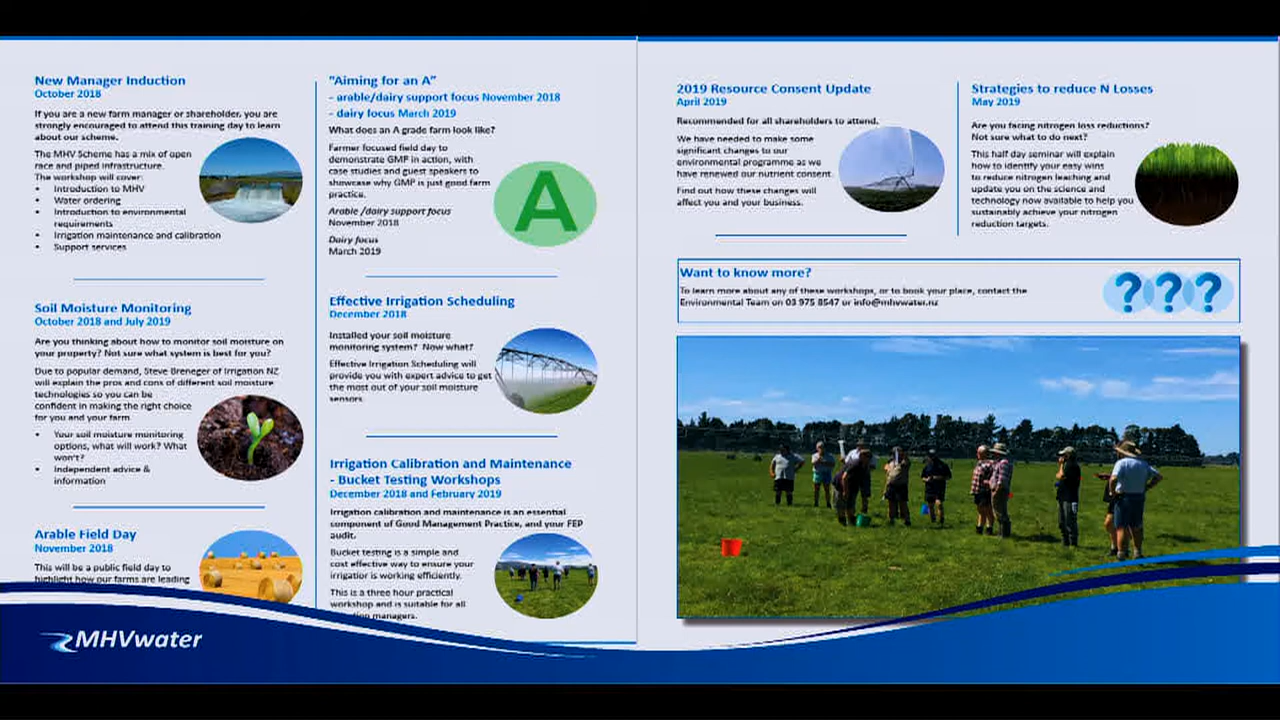 New Manager Induction
October 2018
If you are a new farm manager or shareholder, you are
strongly encouraged to attend this training day to learn
about our scheme.
The MHV Scheme has a mix of open
race and piped infrastructure.
The workshop will cover:
• Introduction to MHV
• Water ordering
• Introduction to environmental
requirements
• Irrigation maintenance and calibration
• Support services
Soil Moisture Monitoring
October 2018 and July 2019
Are you thinking about how to monitor soil moisture on
your property? Not sure what system is best for you?
Due to popular demand, Steve Breneger of Irrigation NZ
will explain the pros and cons of different soil moisture
technologies so you can be
confident in making the right choice
for you and your farm
• Your soil moisture monitoring
options, what will work? What
won't?
• Independent advice &
information
Arable Field Day
November 2018
This will be a public field day to
highlight how our farms are leading
"Aiming for an A"
- arable/dairy support focus November 2018
- dairy focus March 2019
What does an A grade farm look like?
Farmer focused field day to
demonstrate GMP in action, with
case studies and guest speakers to
showcase why GMP is just good farm
practice.
Arable /dairy support focus
November 2018
Dairy focus
March 2019
A
Effective Irrigation Scheduling
December 2018
Installed your soil moisture
monitoring system? Now what?
Effective Irrigation Scheduling will
provide you with expert advice to get
the most out of your soil moisture
sensors.
Irrigation Calibration and Maintenance
- Bucket Testing Workshops
December 2018 and February 2019
Irrigation calibration and maintenance is an essential
component of Good Management Practice, and your FEP
audit.
Bucket testing is a simple and
cost effective way to ensure your
irrigation is working efficiently.
This is a three hour practical
workshop and is suitable for all
managers.
2019 Resource Consent Update
April 2019
Recommended for all shareholders to attend.
We have needed to make some
significant changes to our
environmental programme as we
have renewed our nutrient consent.
Find out how these changes will
affect you and your business.
Strategies to reduce N Losses
May 2019
Are you facing nitrogen loss reductions?
Not sure what to do next?
This half day seminar will explain
how to identify your easy wins
to reduce nitrogen leaching and
update you on the science and
technology now available to help you
sustainably achieve your nitrogen
reduction targets.
Want to know more?
To learn more about any of these workshops, or to book your place, contact the
Environmental Team on 03 975 8547 or info@mhvwater.nz
???
MHVwater